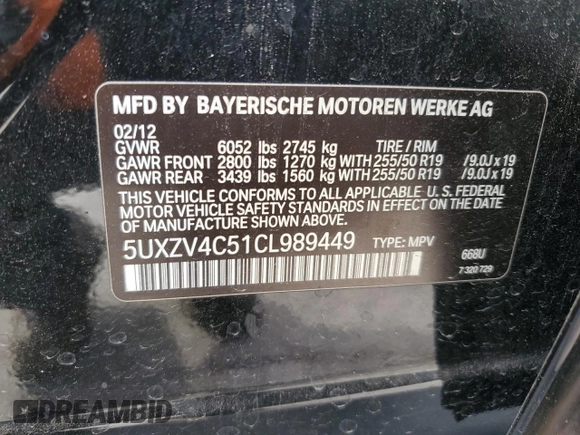 MFD BY BAYERISCHE MOTOREN WERKE AG
02/12
GVWR 6052 lbs 2745 kg TIRE / RIM
GAWR FRONT 2800 lbs 1270 kg WITH 255/50 R19 /9.0J x 19
GAWR REAR 3439 lbs 1560 kg WITH 255/50 R19 /9.0J x 19
THIS VEHICLE CONFORMS TO ALL APPLICABLE U.S. FEDERAL
MOTOR VEHICLE SAFETY STANDARDS IN EFFECT ON THE DATE
OF MANUFACTURE SHOWN ABOVE.
5UXZV4C51CL989449 TYPE: MPV 668U
7 320 729
DREAMBID